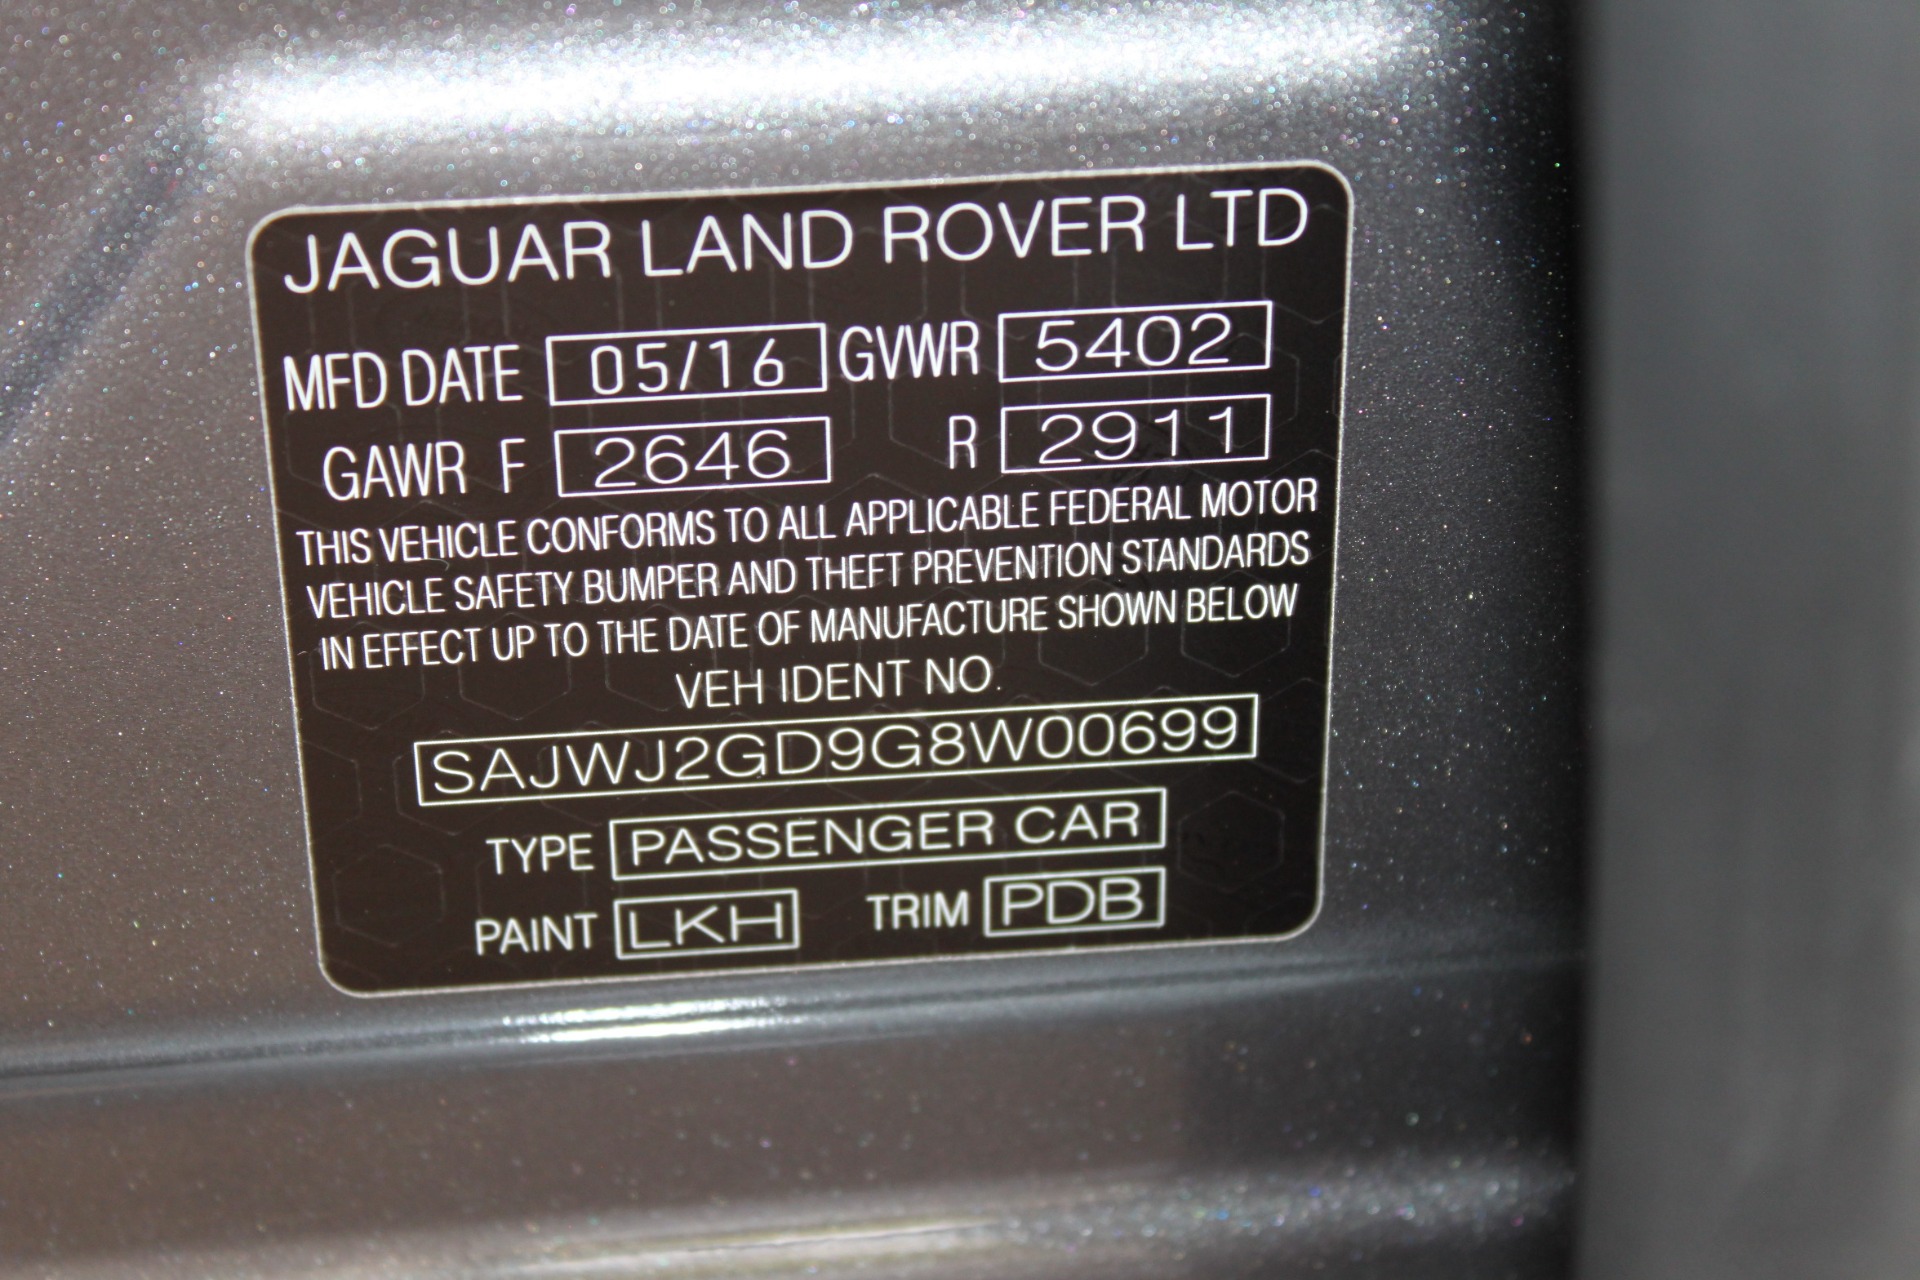 JAGUAR LAND ROVER LTD
MFD DATE 05/16 GVWR 5402
GAWR F 2646 R 2911
THIS VEHICLE CONFORMS TO ALL APPLICABLE FEDERAL MOTOR
VEHICLE SAFETY BUMPER AND THEFT PREVENTION STANDARDS
IN EFFECT UP TO THE DATE OF MANUFACTURE SHOWN BELOW
VEH IDENT NO.
SAJWJ2GD9G8W00699
TYPE PASSENGER CAR
PAINT LKH TRIM PDB